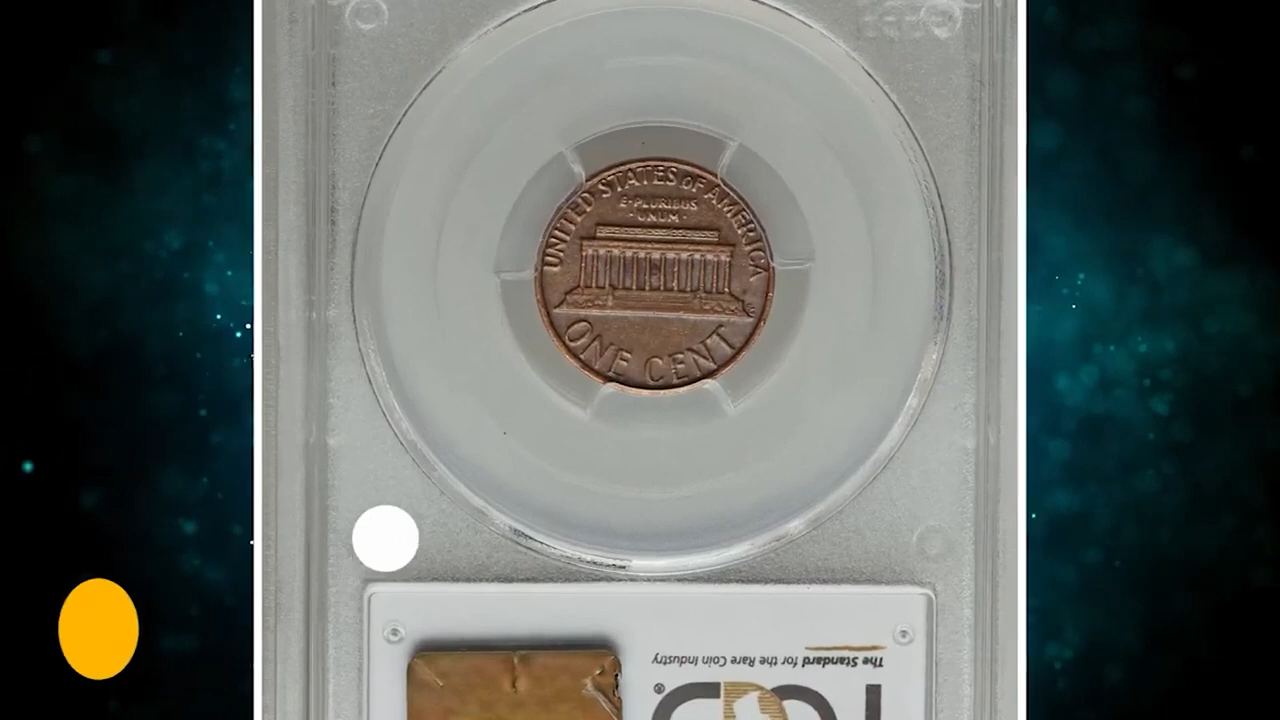 UNITED STATES OF AMERICA
E·PLURIBUS
·UNUM·
ONE CENT
The Standard for the Rare Coin Industry
®